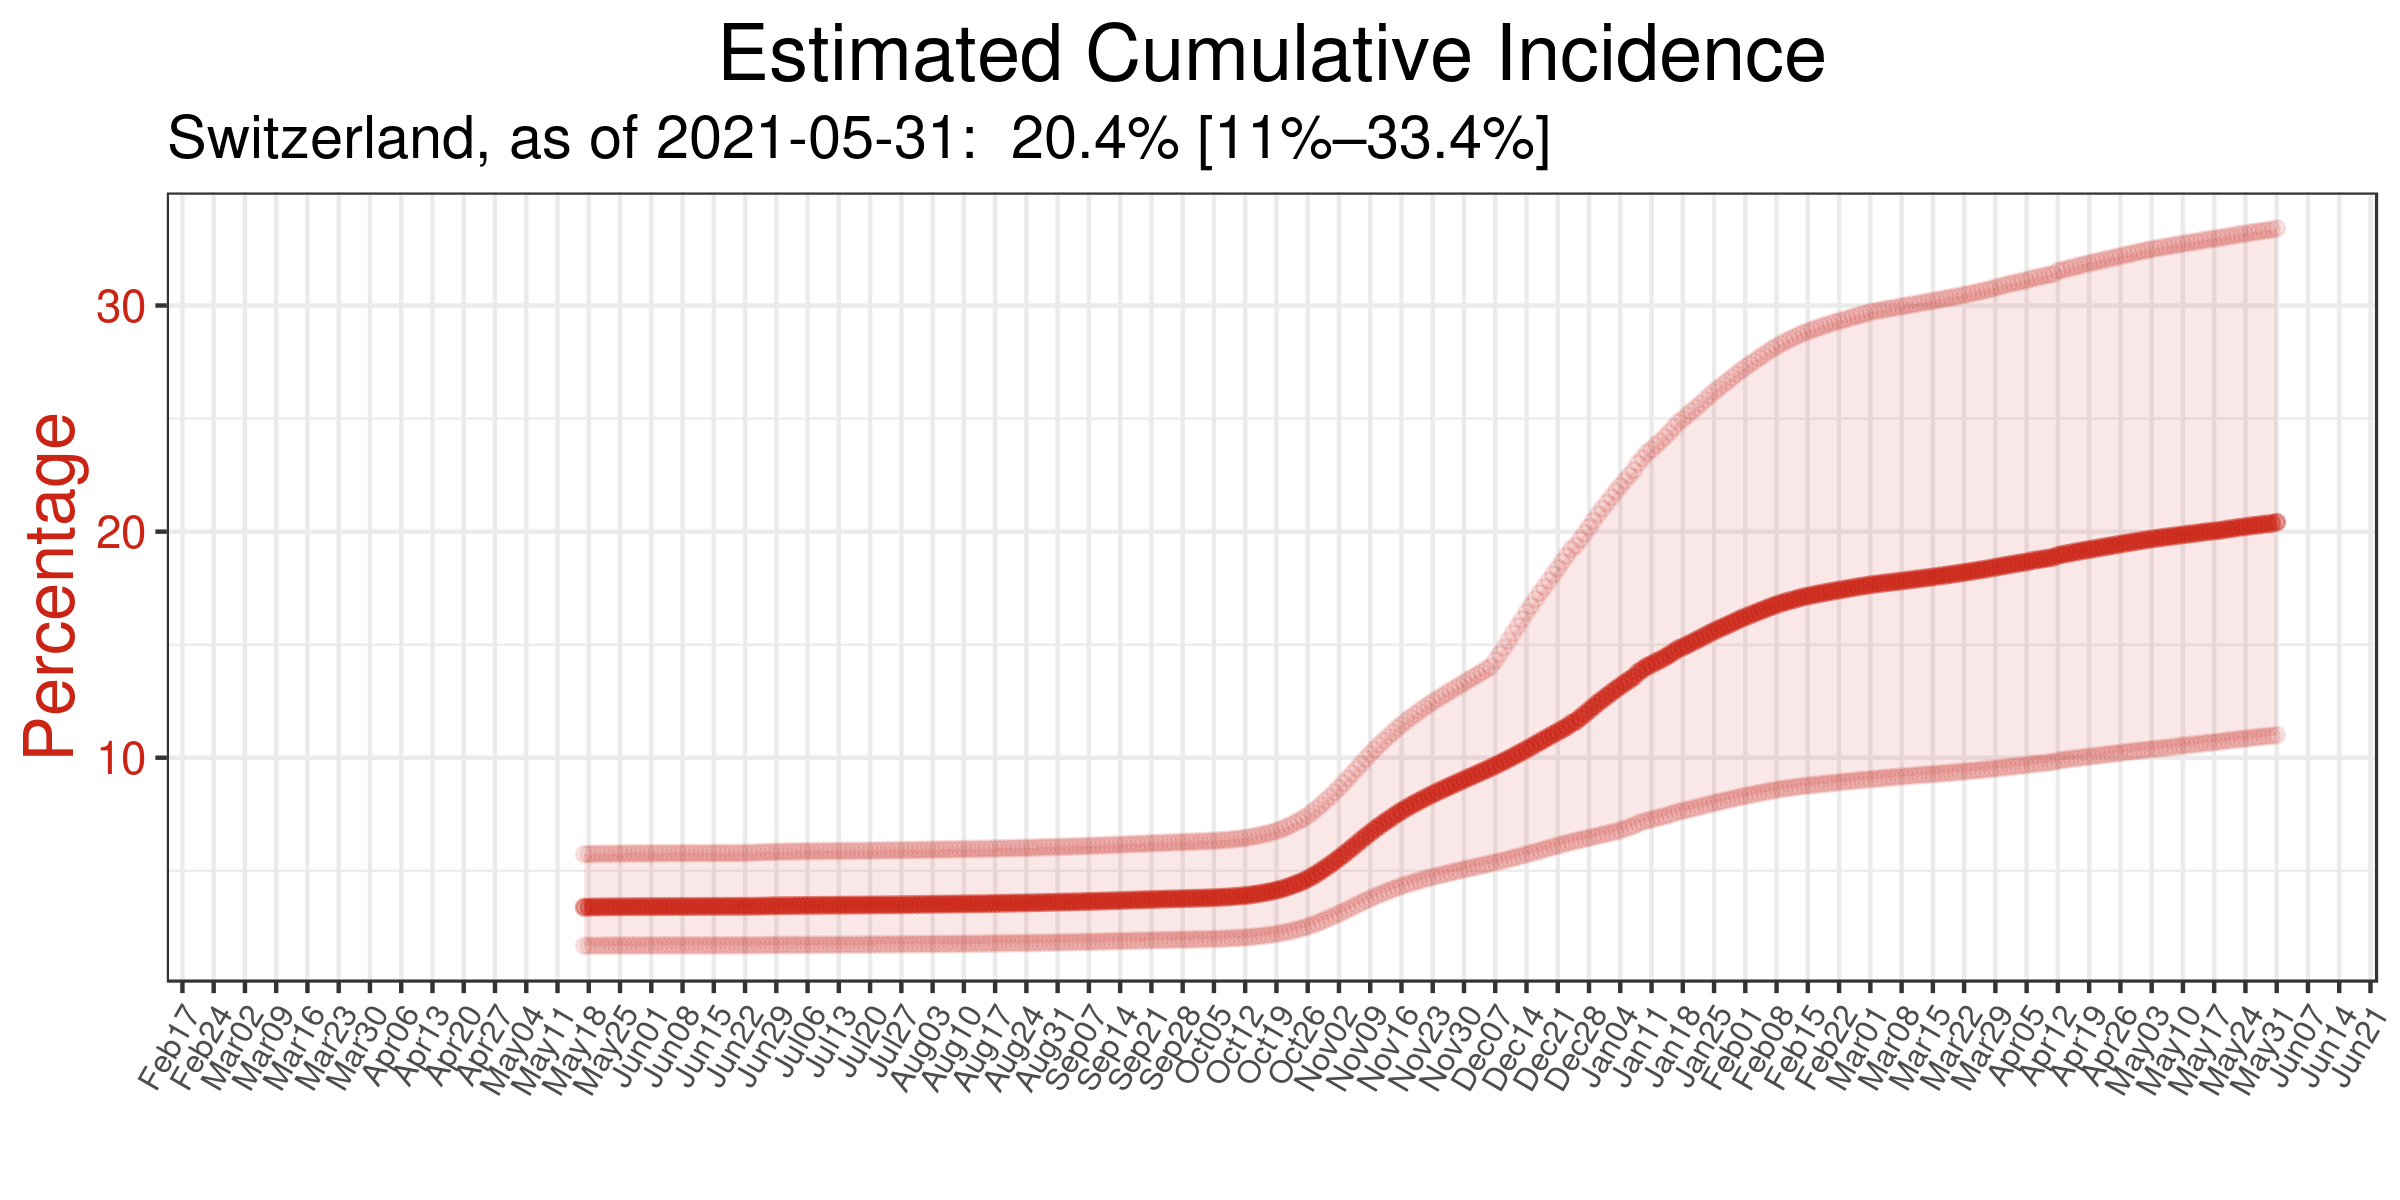 Estimated Cumulative Incidence
Switzerland, as of 2021-05-31:  20.4% [11%–33.4%]
Percentage
30
20
10
Feb17
Feb24
Mar02
Mar09
Mar16
Mar23
Mar30
Apr06
Apr13
Apr20
Apr27
May04
May11
May18
May25
Jun01
Jun08
Jun15
Jun22
Jun29
Jul06
Jul13
Jul20
Jul27
Aug03
Aug10
Aug17
Aug24
Aug31
Sep07
Sep14
Sep21
Sep28
Oct05
Oct12
Oct19
Oct26
Nov02
Nov09
Nov16
Nov23
Nov30
Dec07
Dec14
Dec21
Dec28
Jan04
Jan11
Jan18
Jan25
Feb01
Feb08
Feb15
Feb22
Mar01
Mar08
Mar15
Mar22
Mar29
Apr05
Apr12
Apr19
Apr26
May03
May10
May17
May24
May31
Jun07
Jun14
Jun21